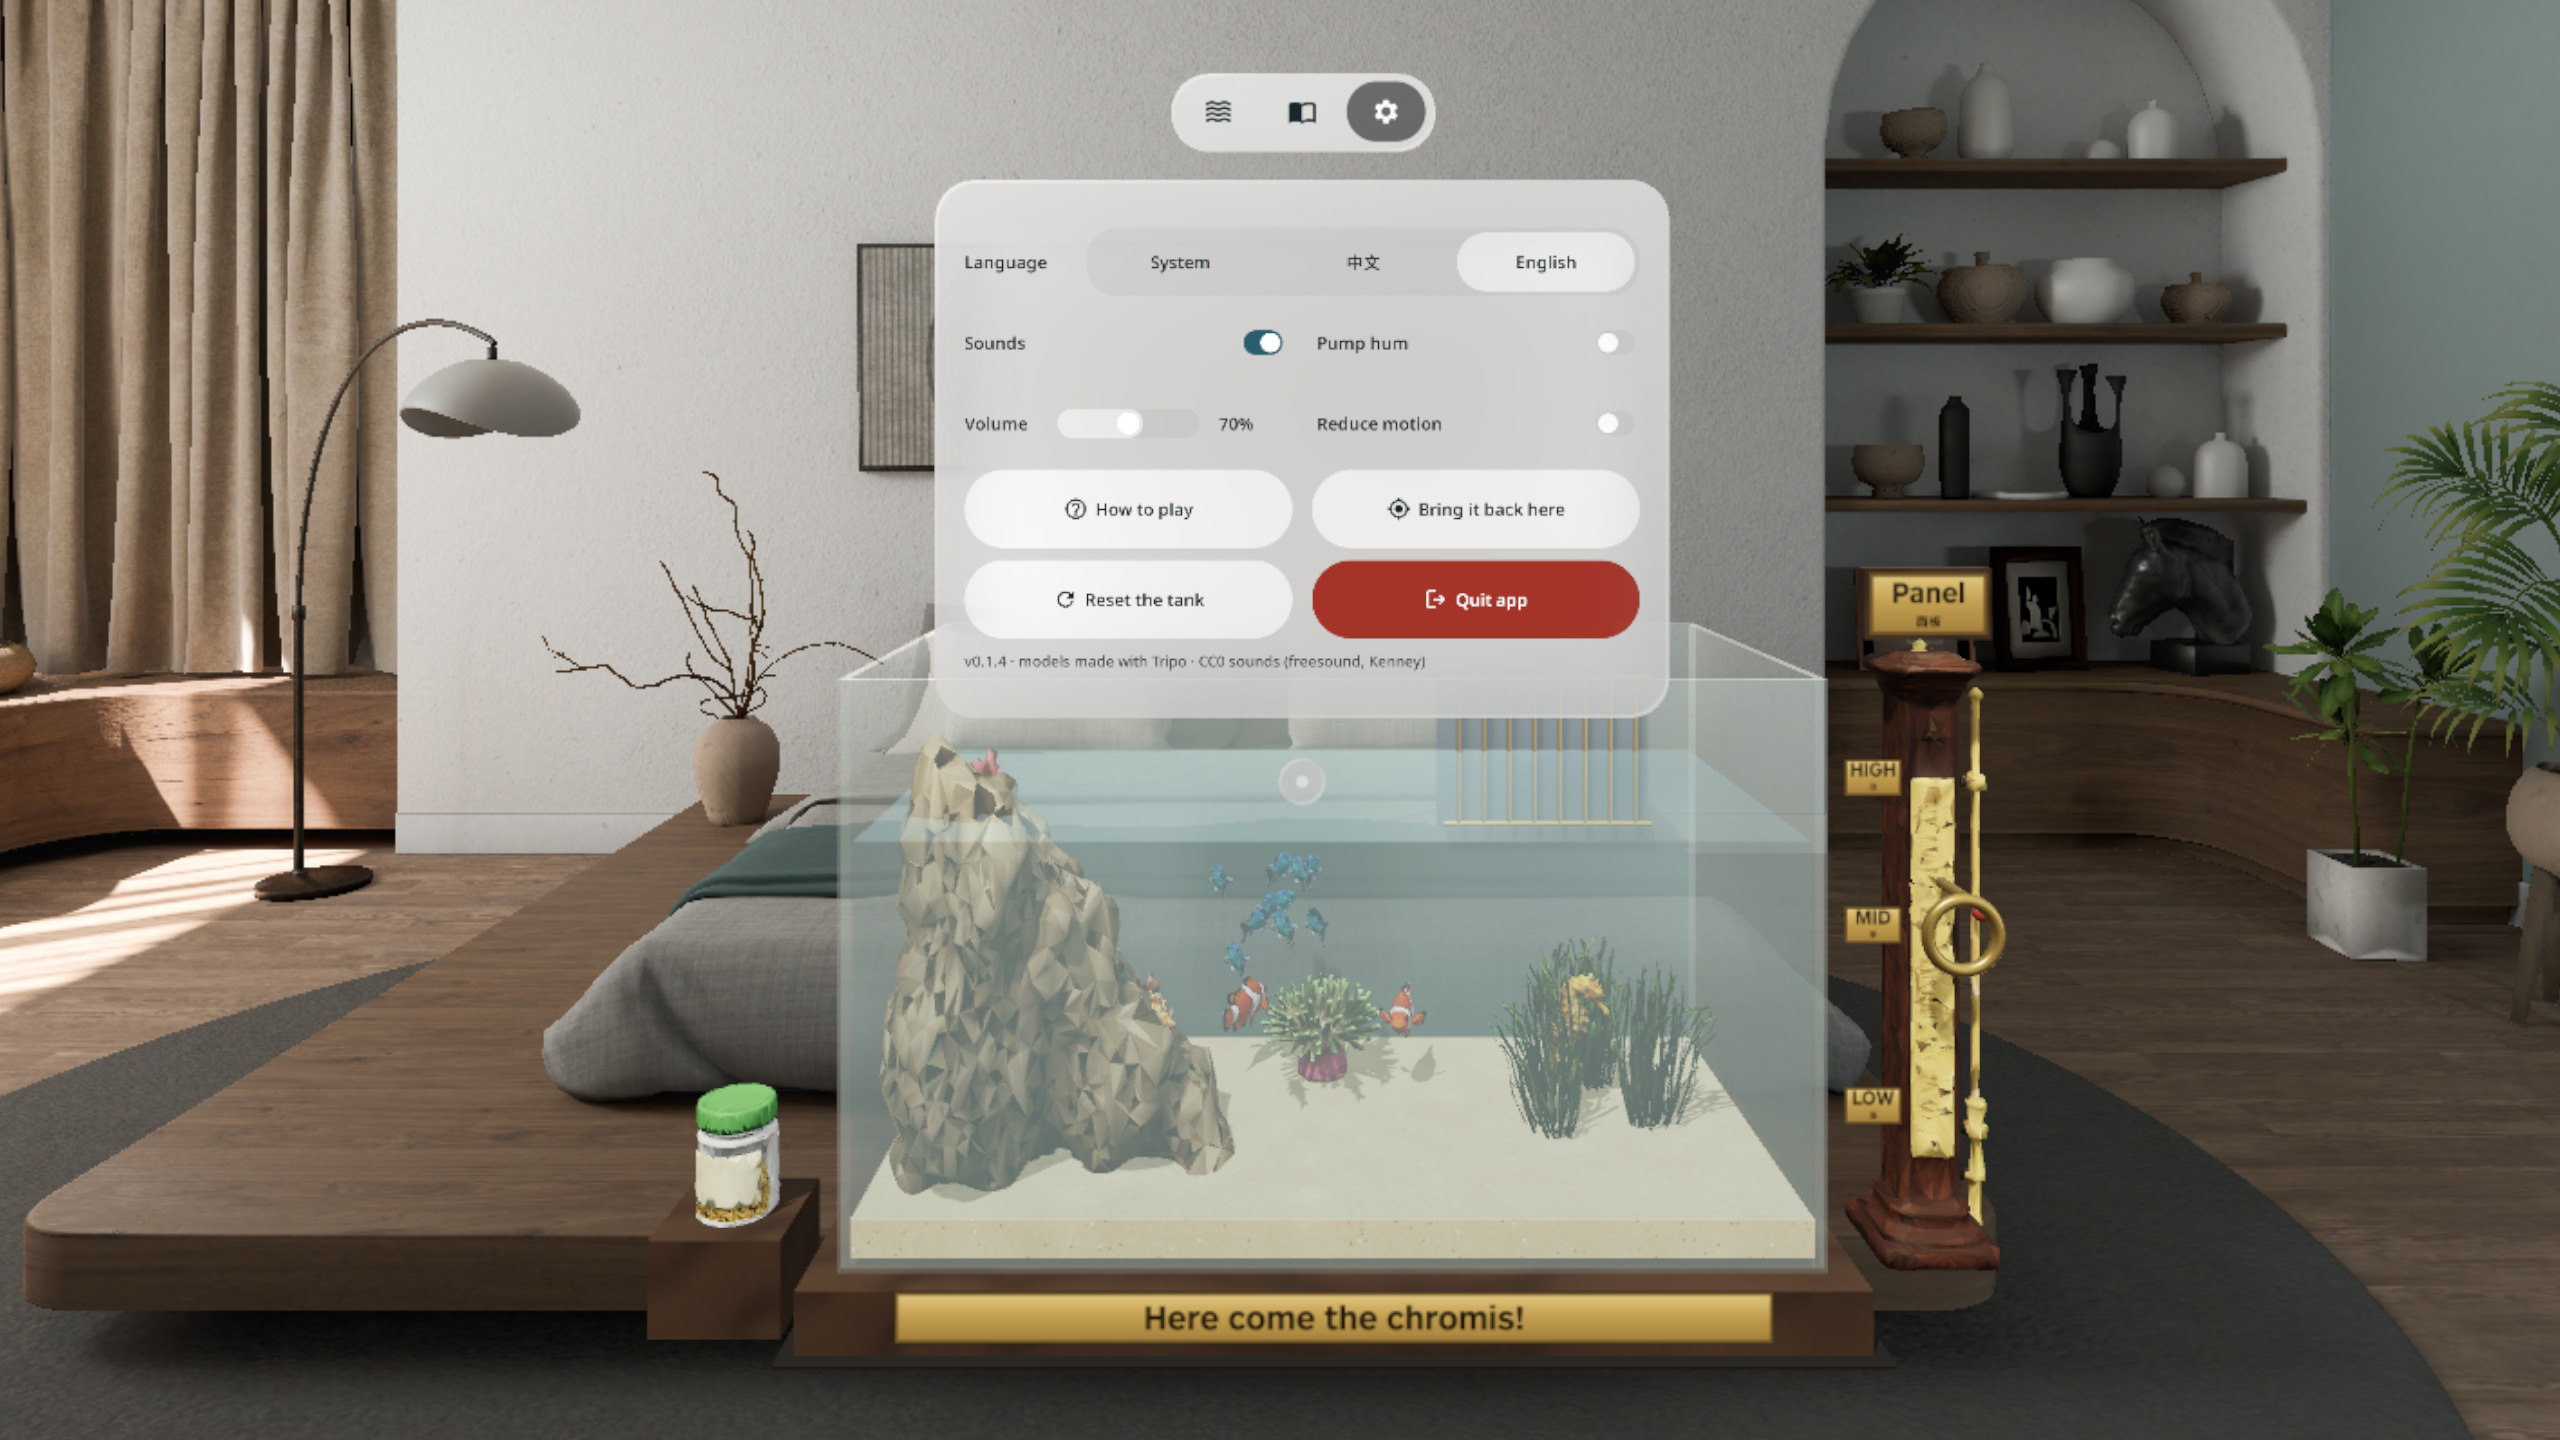 Language
System
中文
English
Sounds
Pump hum
Volume
70%
Reduce motion
How to play
Bring it back here
Reset the tank
Quit app
v0.1.4 · models made with Tripo · CC0 sounds (freesound, Kenney)
Panel
面板
HIGH
MID
LOW
Here come the chromis!